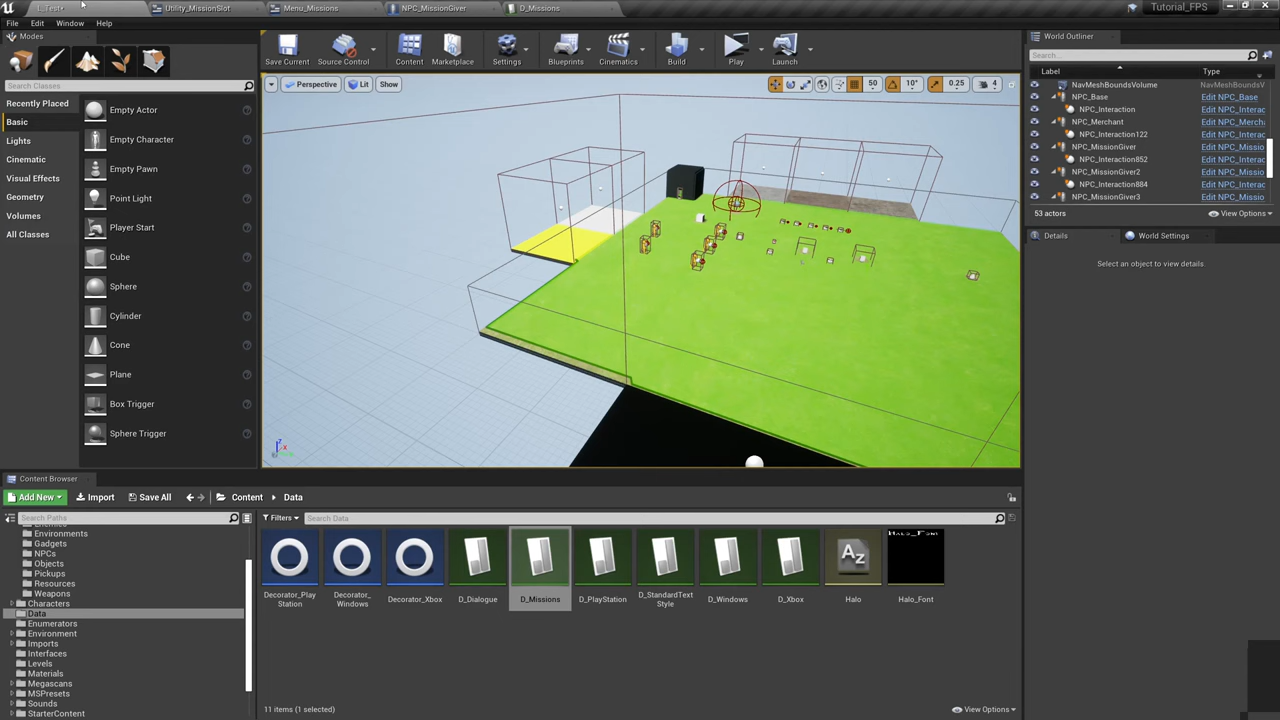 L_Test*
Utility_MissionSlot
Menu_Missions
NPC_MissionGiver
D_Missions
Tutorial_FPS
File Edit Window Help
Modes
Search Classes
Recently Placed
Basic
Lights
Cinematic
Visual Effects
Geometry
Volumes
All Classes
Empty Actor
Empty Character
Empty Pawn
Point Light
Player Start
Cube
Sphere
Cylinder
Cone
Plane
Box Trigger
Sphere Trigger
Save Current
Source Control
Content
Marketplace
Settings
Blueprints
Cinematics
Build
Play
Launch
Perspective
Lit
Show
50
10°
0.25
4
World Outliner
Search...
Label Type
NavMeshBoundsVolume NavMeshBoundsV
NPC_Base Edit NPC_Base
NPC_Interaction Edit NPC_Interac
NPC_Merchant Edit NPC_Merch
NPC_Interaction122 Edit NPC_Interac
NPC_MissionGiver Edit NPC_Missio
NPC_Interaction852 Edit NPC_Interac
NPC_MissionGiver2 Edit NPC_Missio
NPC_Interaction884 Edit NPC_Interac
NPC_MissionGiver3 Edit NPC_Missio
53 actors
View Options
Details
World Settings
Select an object to view details.
Content Browser
Add New
Import
Save All
Content
Data
Search Paths
Filters
Search Data
Environments
Gadgets
NPCs
Objects
Pickups
Resources
Weapons
Characters
Data
Enumerators
Environment
Imports
Interfaces
Levels
Materials
Megascans
MSPresets
Sounds
StarterContent
Decorator_Play
Station
Decorator_
Windows
Decorator_Xbox
D_Dialogue
D_Missions
D_PlayStation
D_StandardText
Style
D_Windows
D_Xbox
Halo
Halo_Font
11 items (1 selected)
View Options